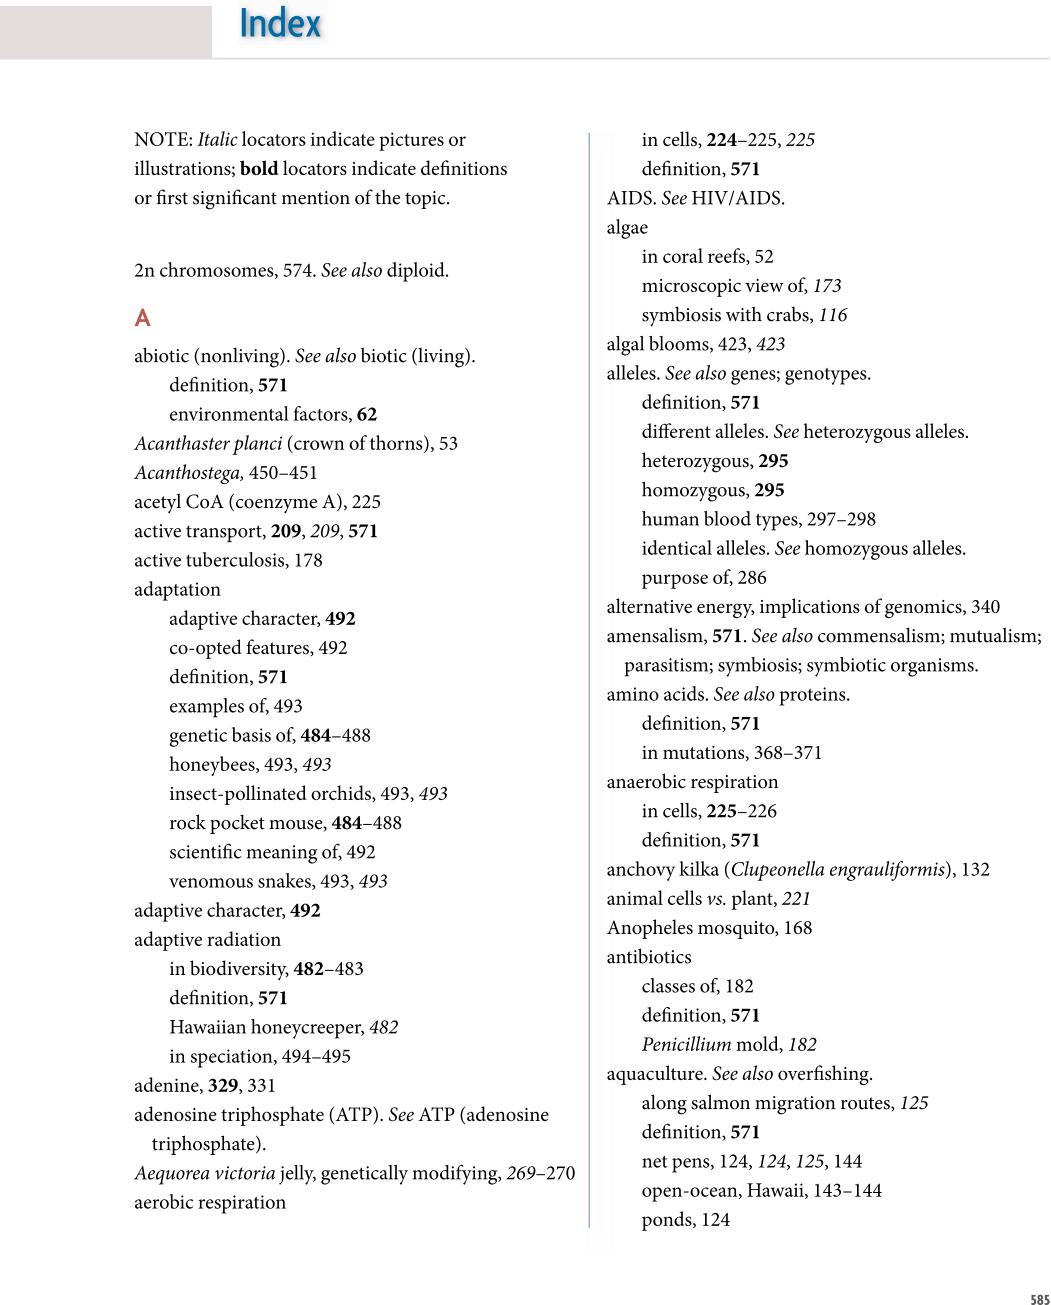 Index
NOTE: Italic locators indicate pictures or
illustrations; bold locators indicate definitions
or first significant mention of the topic.
2n chromosomes, 574. See also diploid.
A
abiotic (nonliving). See also biotic (living).
definition, 571
environmental factors, 62
Acanthaster planci (crown of thorns), 53
Acanthostega, 450–451
acetyl CoA (coenzyme A), 225
active transport, 209, 209, 571
active tuberculosis, 178
adaptation
adaptive character, 492
co-opted features, 492
definition, 571
examples of, 493
genetic basis of, 484–488
honeybees, 493, 493
insect-pollinated orchids, 493, 493
rock pocket mouse, 484–488
scientific meaning of, 492
venomous snakes, 493, 493
adaptive character, 492
adaptive radiation
in biodiversity, 482–483
definition, 571
Hawaiian honeycreeper, 482
in speciation, 494–495
adenine, 329, 331
adenosine triphosphate (ATP). See ATP (adenosine
triphosphate).
Aequorea victoria jelly, genetically modifying, 269–270
aerobic respiration
in cells, 224–225, 225
definition, 571
AIDS. See HIV/AIDS.
algae
in coral reefs, 52
microscopic view of, 173
symbiosis with crabs, 116
algal blooms, 423, 423
alleles. See also genes; genotypes.
definition, 571
different alleles. See heterozygous alleles.
heterozygous, 295
homozygous, 295
human blood types, 297–298
identical alleles. See homozygous alleles.
purpose of, 286
alternative energy, implications of genomics, 340
amensalism, 571. See also commensalism; mutualism;
parasitism; symbiosis; symbiotic organisms.
amino acids. See also proteins.
definition, 571
in mutations, 368–371
anaerobic respiration
in cells, 225–226
definition, 571
anchovy kilka (Clupeonella engrauliformis), 132
animal cells vs. plant, 221
Anopheles mosquito, 168
antibiotics
classes of, 182
definition, 571
Penicillium mold, 182
aquaculture. See also overfishing.
along salmon migration routes, 125
definition, 571
net pens, 124, 124, 125, 144
open-ocean, Hawaii, 143–144
ponds, 124
585